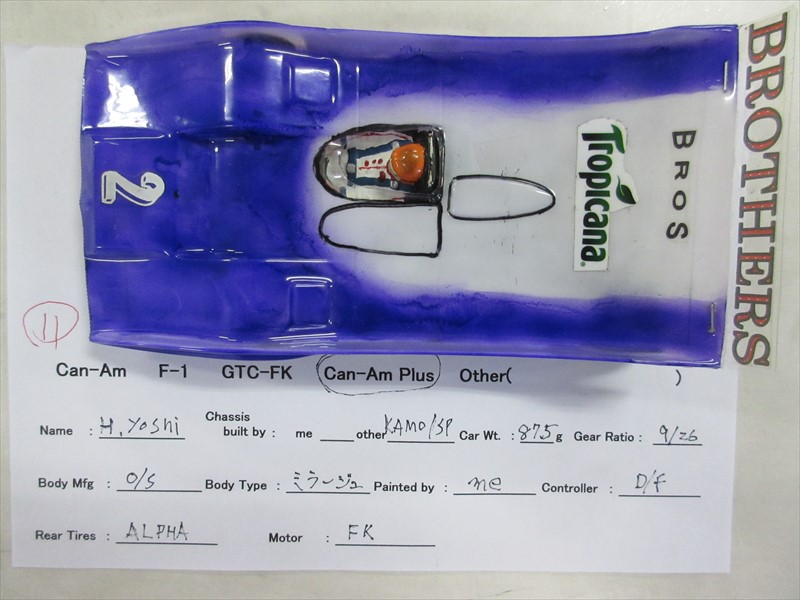 BROTHERS
BROS
Tropicana
2
11
Can-Am F-1 GTC-FK Can-Am Plus Other( )
Name : H.Yoshi Chassis built by : me other KAMO/SP Car Wt. : 87.5 g Gear Ratio : 9/26
Body Mfg : O/S Body Type : ミラージュ Painted by : me Controller : D/F
Rear Tires : ALPHA Motor : FK